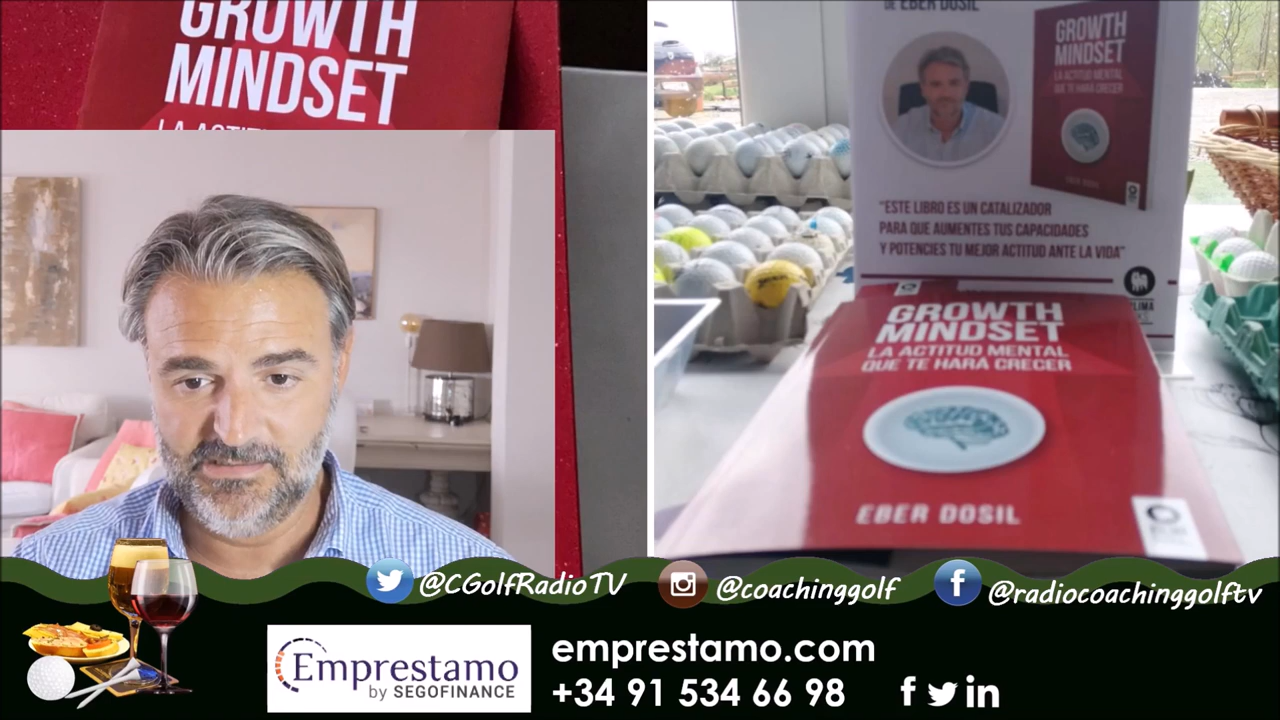 GROWTH
MINDSET
DE EBER DOSIL
GROWTH
MINDSET
LA ACTITUD MENTAL
QUE TE HARÁ CRECER
EBER DOSIL
"ESTE LIBRO ES UN CATALIZADOR
PARA QUE AUMENTES TUS CAPACIDADES
Y POTENCIES TU MEJOR ACTITUD ANTE LA VIDA"
GROWTH
MINDSET
LA ACTITUD MENTAL
QUE TE HARÁ CRECER
EBER DOSIL
@CGolfRadioTV
@coachinggolf
@radiocoachinggolftv
Emprestamo
by SEGOFINANCE
emprestamo.com
+34 91 534 66 98